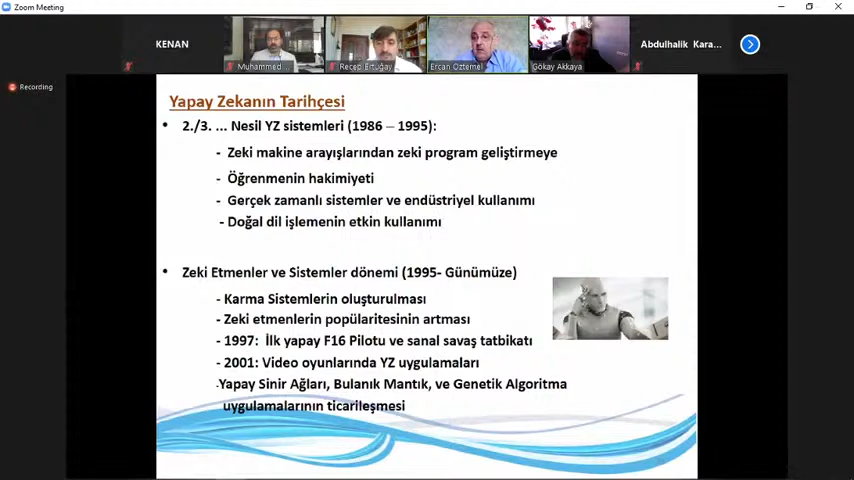 Zoom Meeting
KENAN
Muhammed ...
Recep Ertuğay
Ercan Öztemel
Gökay Akkaya
Abdulhalik Kara...
Recording
Yapay Zekanın Tarihçesi
• 2./3. ... Nesil YZ sistemleri (1986 – 1995):
- Zeki makine arayışlarından zeki program geliştirmeye
- Öğrenmenin hakimiyeti
- Gerçek zamanlı sistemler ve endüstriyel kullanımı
- Doğal dil işlemenin etkin kullanımı
• Zeki Etmenler ve Sistemler dönemi (1995- Günümüze)
- Karma Sistemlerin oluşturulması
- Zeki etmenlerin popülaritesinin artması
- 1997: İlk yapay F16 Pilotu ve sanal savaş tatbikatı
- 2001: Video oyunlarında YZ uygulamaları
-Yapay Sinir Ağları, Bulanık Mantık, ve Genetik Algoritma
uygulamalarının ticarileşmesi